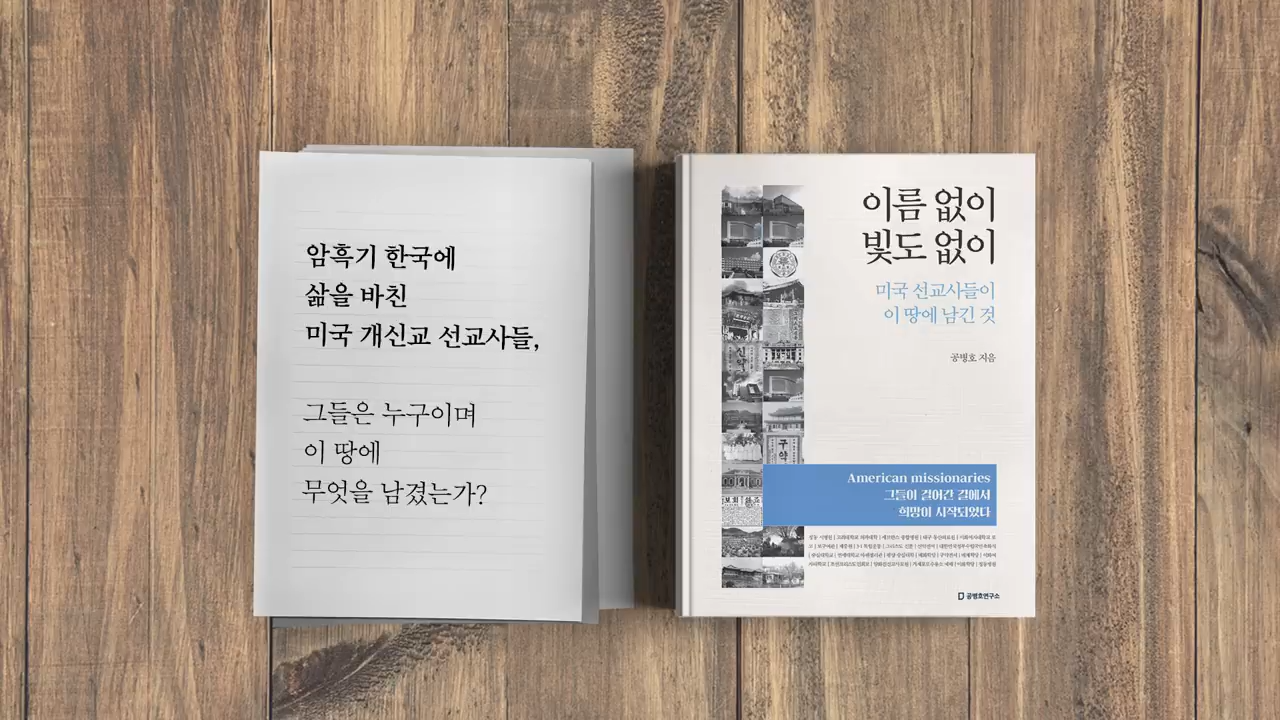 암흑기 한국에
삶을 바친
미국 개신교 선교사들,
그들은 누구이며
이 땅에
무엇을 남겼는가?
이름 없이
빛도 없이
미국 선교사들이
이 땅에 남긴 것
공병호 지음
신약
구약
American missionaries
그들이 걸어간 길에서
희망이 시작되었다
공병호연구소